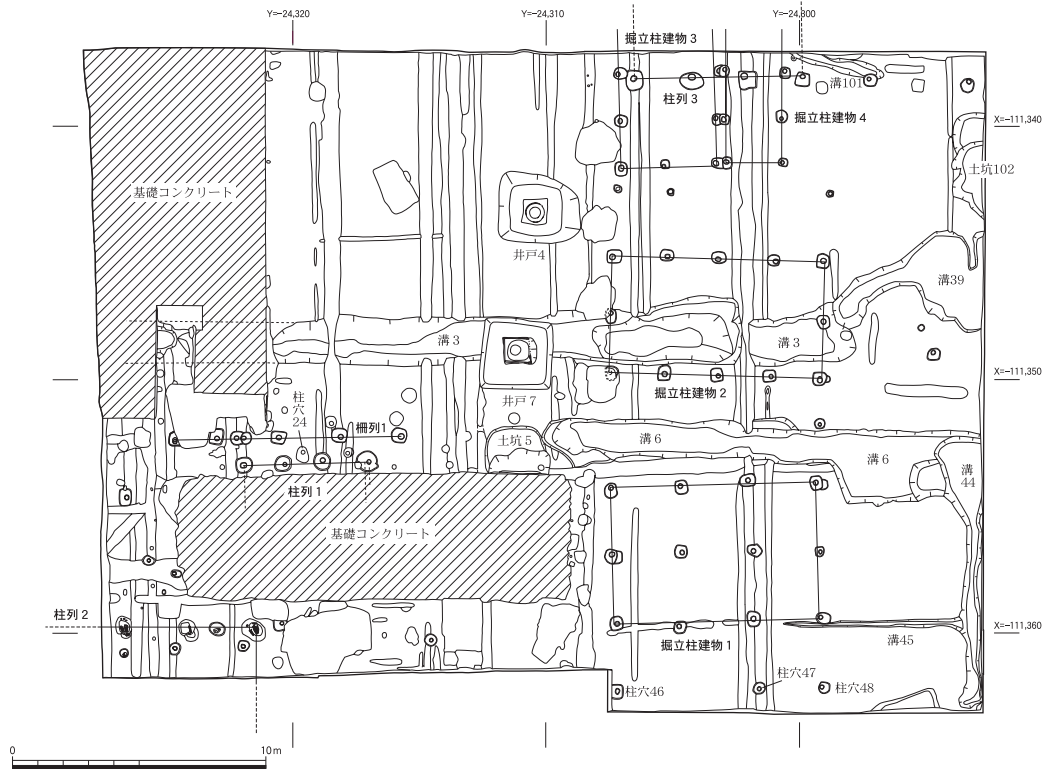 Y=-24,320
Y=-24,310
Y=-24,300
掘立柱建物 3
溝101
柱列 3
掘立柱建物 4
X=-111,340
土坑102
基礎コンクリート
井戸4
溝39
溝 3
溝 3
X=-111,350
掘立柱建物 2
井戸 7
柱
穴
24
柵列1
土坑 5
溝 6
溝 6
溝
44
柱列 1
基礎コンクリート
柱列 2
X=-111,360
溝45
掘立柱建物 1
柱穴47
柱穴46
柱穴48
0
10m